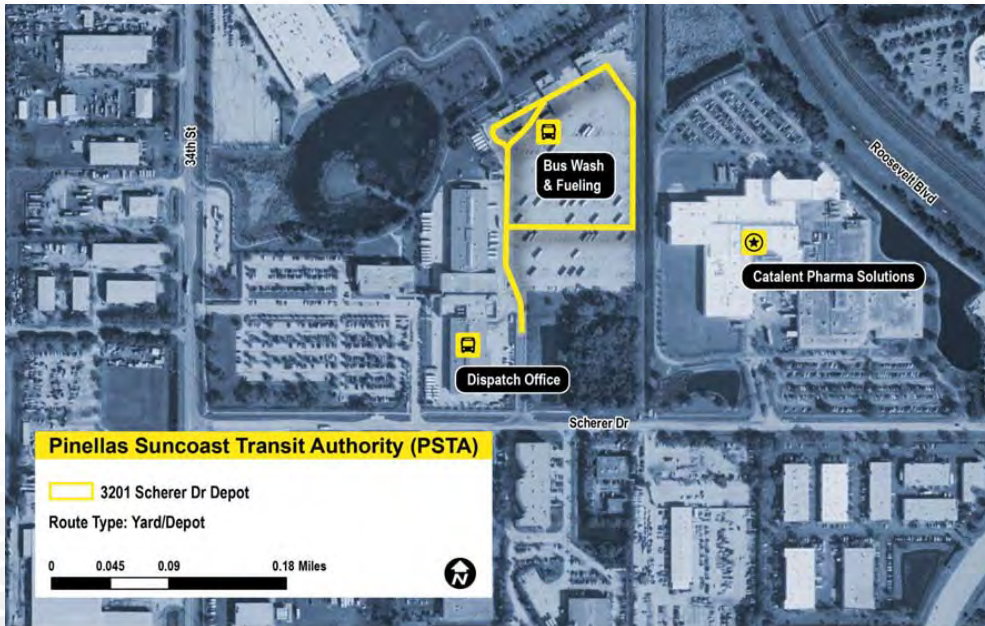 34th St
Bus Wash
& Fueling
Roosevelt Blvd
Catalent Pharma Solutions
Dispatch Office
Scherer Dr
Pinellas Suncoast Transit Authority (PSTA)
3201 Scherer Dr Depot
Route Type: Yard/Depot
0 0.045 0.09 0.18 Miles
N